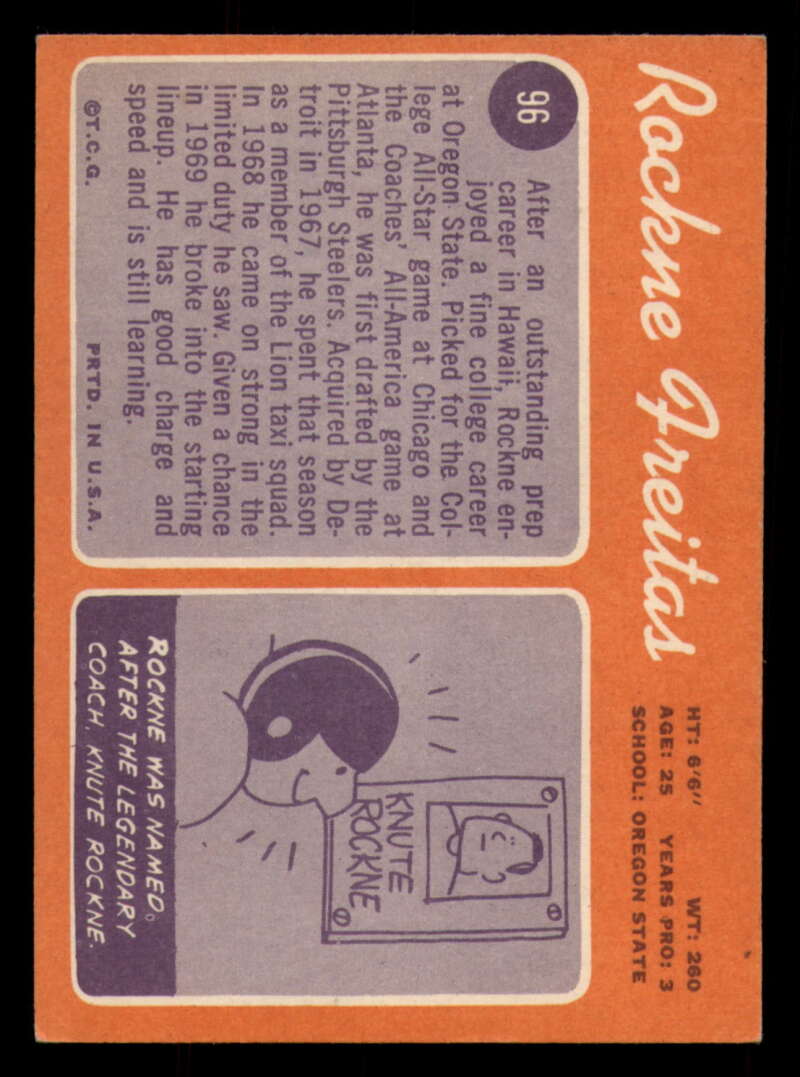 Rockne Freitas
HT: 6'6" WT: 260
AGE: 25 YEARS PRO: 3
SCHOOL: OREGON STATE
96
After an outstanding prep
career in Hawaii, Rockne en-
joyed a fine college career
at Oregon State. Picked for the Col-
lege All-Star game at Chicago and
the Coaches' All-America game at
Atlanta, he was first drafted by the
Pittsburgh Steelers. Acquired by De-
troit in 1967, he spent that season
as a member of the Lion taxi squad.
In 1968 he came on strong in the
limited duty he saw. Given a chance
in 1969 he broke into the starting
lineup. He has good charge and
speed and is still learning.
©T.C.G. PRTD. IN U.S.A.
KNUTE
ROCKNE
ROCKNE WAS NAMED
AFTER THE LEGENDARY
COACH, KNUTE ROCKNE.